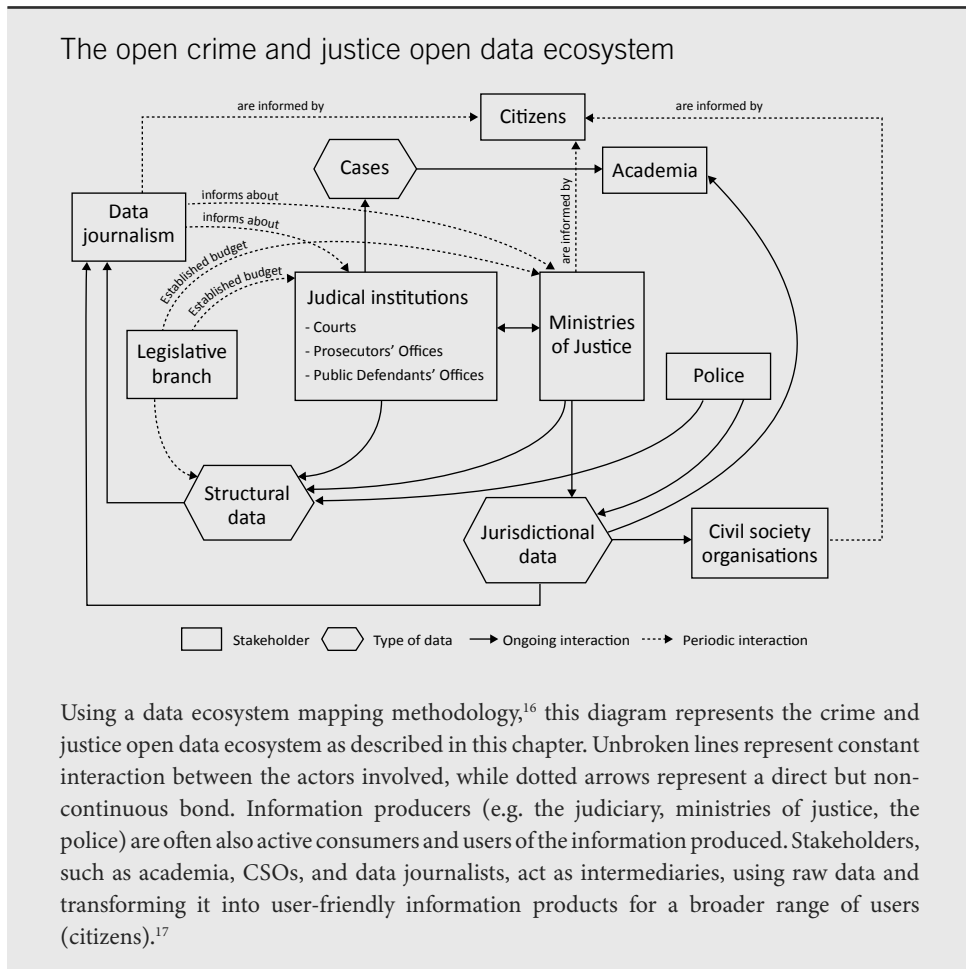 The open crime and justice open data ecosystem
are informed by
are informed by
Citizens
Cases
Academia
informs about
Data
journalism
informs about
are informed by
Established budget
Established budget
Judical institutions
- Courts
- Prosecutors’ Offices
- Public Defendants’ Offices
Ministries
of Justice
Legislative
branch
Police
Structural
data
Jurisdictional
data
Civil society
organisations
Stakeholder
Type of data
Ongoing interaction
Periodic interaction
Using a data ecosystem mapping methodology,16 this diagram represents the crime and
justice open data ecosystem as described in this chapter. Unbroken lines represent constant
interaction between the actors involved, while dotted arrows represent a direct but non-
continuous bond. Information producers (e.g. the judiciary, ministries of justice, the
police) are often also active consumers and users of the information produced. Stakeholders,
such as academia, CSOs, and data journalists, act as intermediaries, using raw data and
transforming it into user-friendly information products for a broader range of users
(citizens).17